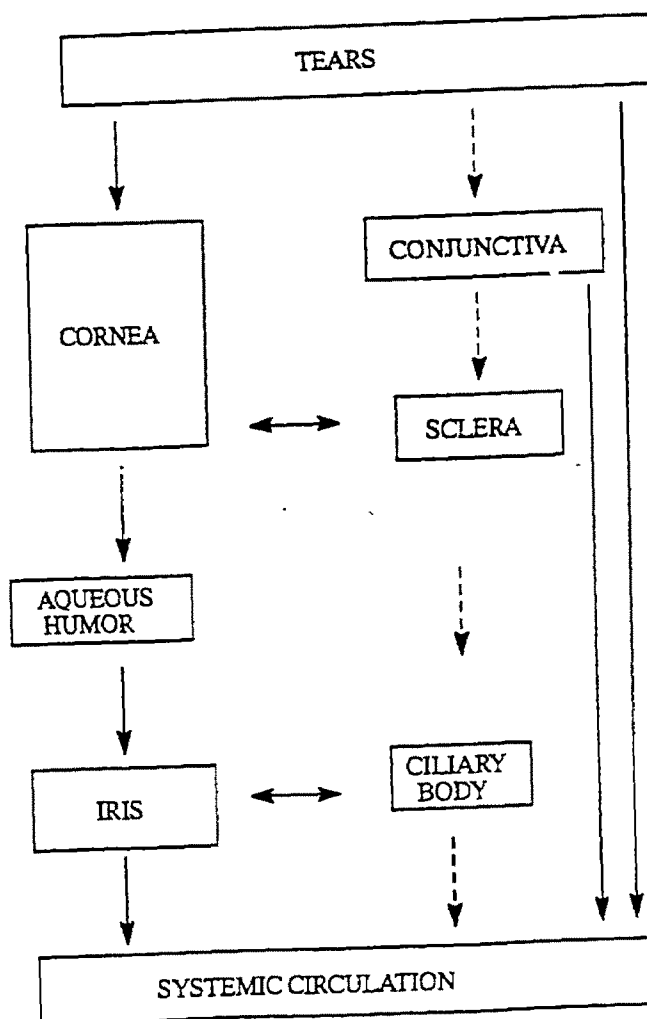 TEARS
CONJUNCTIVA
CORNEA
SCLERA
AQUEOUS
HUMOR
CILIARY
BODY
IRIS
SYSTEMIC CIRCULATION